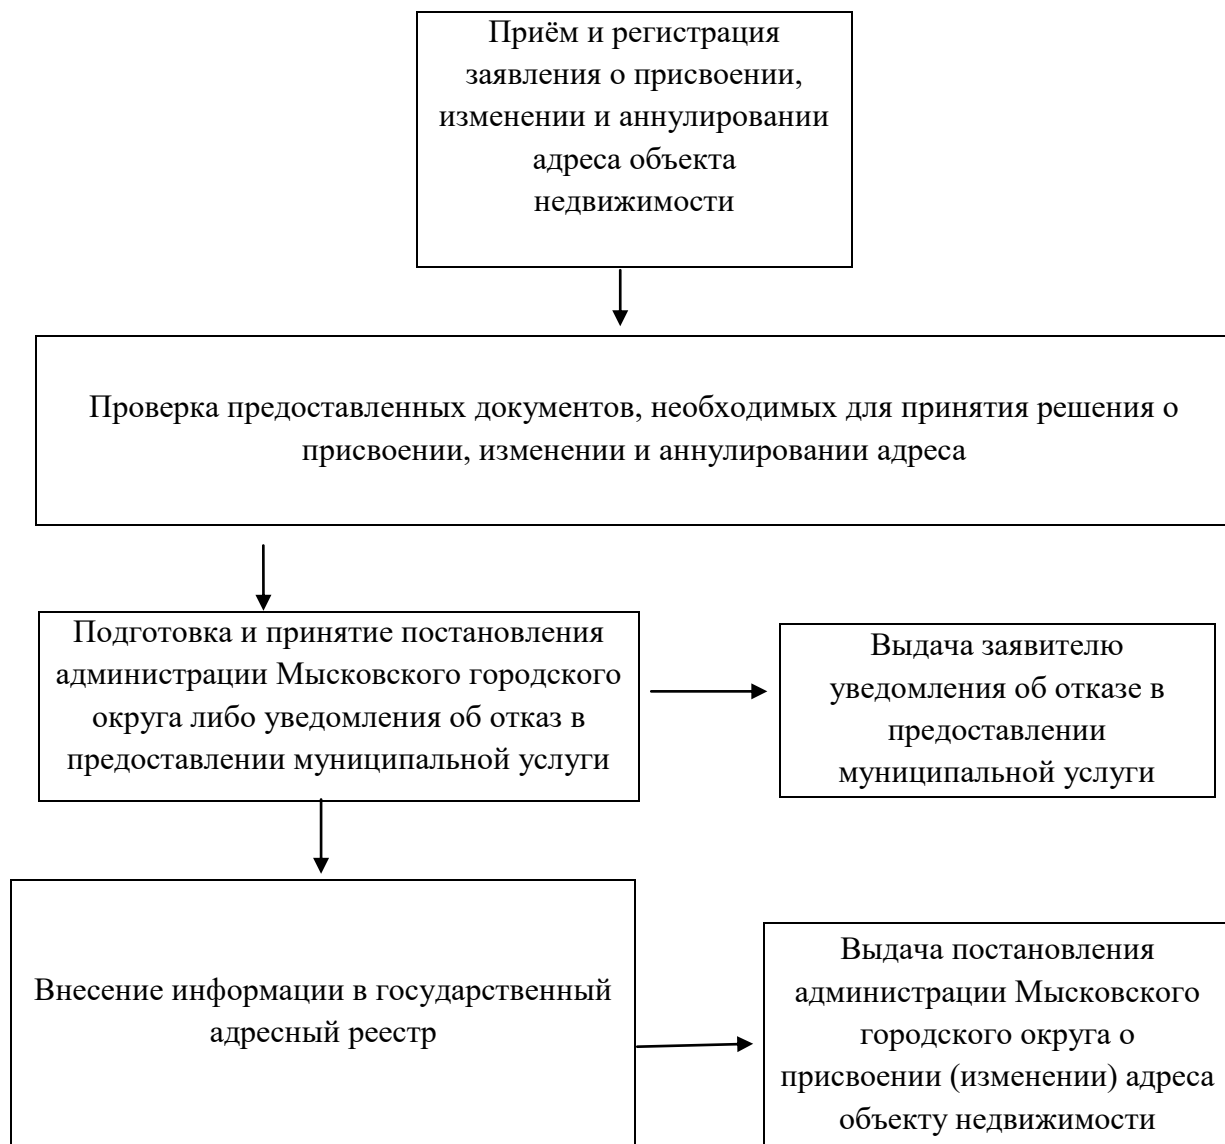 Приём и регистрация
заявления о присвоении,
изменении и аннулировании
адреса объекта
недвижимости
Проверка предоставленных документов, необходимых для принятия решения о
присвоении, изменении и аннулировании адреса
Подготовка и принятие постановления
администрации Мысковского городского
округа либо уведомления об отказ в
предоставлении муниципальной услуги
Выдача заявителю
уведомления об отказе в
предоставлении
муниципальной услуги
Внесение информации в государственный
адресный реестр
Выдача постановления
администрации Мысковского
городского округа о
присвоении (изменении) адреса
объекту недвижимости